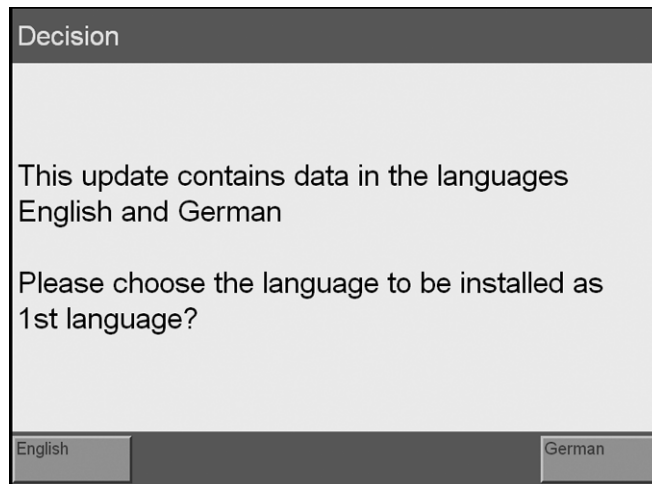 Decision
This update contains data in the languages
English and German
Please choose the language to be installed as
1st language?
English
German